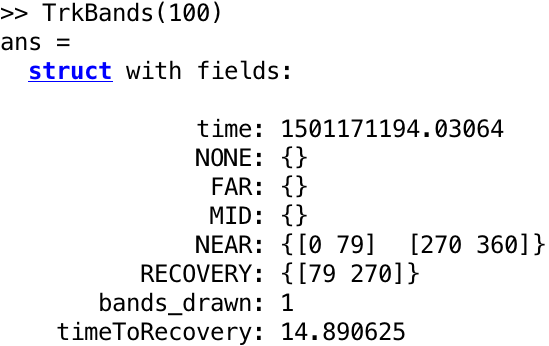 >> TrkBands(100)
ans =
struct with fields:
time: 1501171194.03064
NONE: {}
FAR: {}
MID: {}
NEAR: {[0 79]  [270 360]}
RECOVERY: {[79 270]}
bands_drawn: 1
timeToRecovery: 14.890625